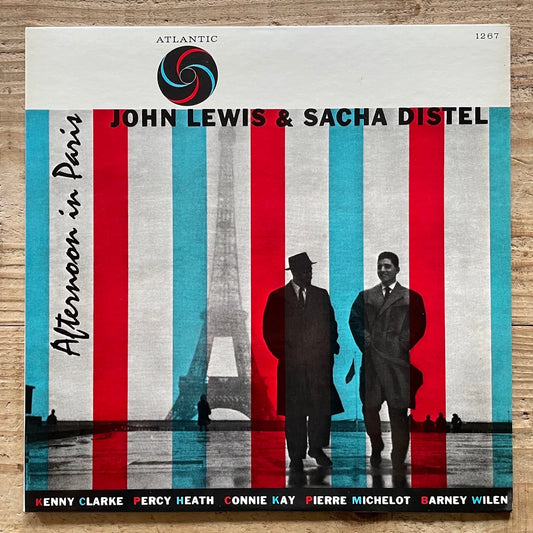 ATLANTIC
1267
JOHN LEWIS & SACHA DISTEL
Afternoon in Paris
KENNY CLARKE PERCY HEATH CONNIE KAY PIERRE MICHELOT BARNEY WILEN